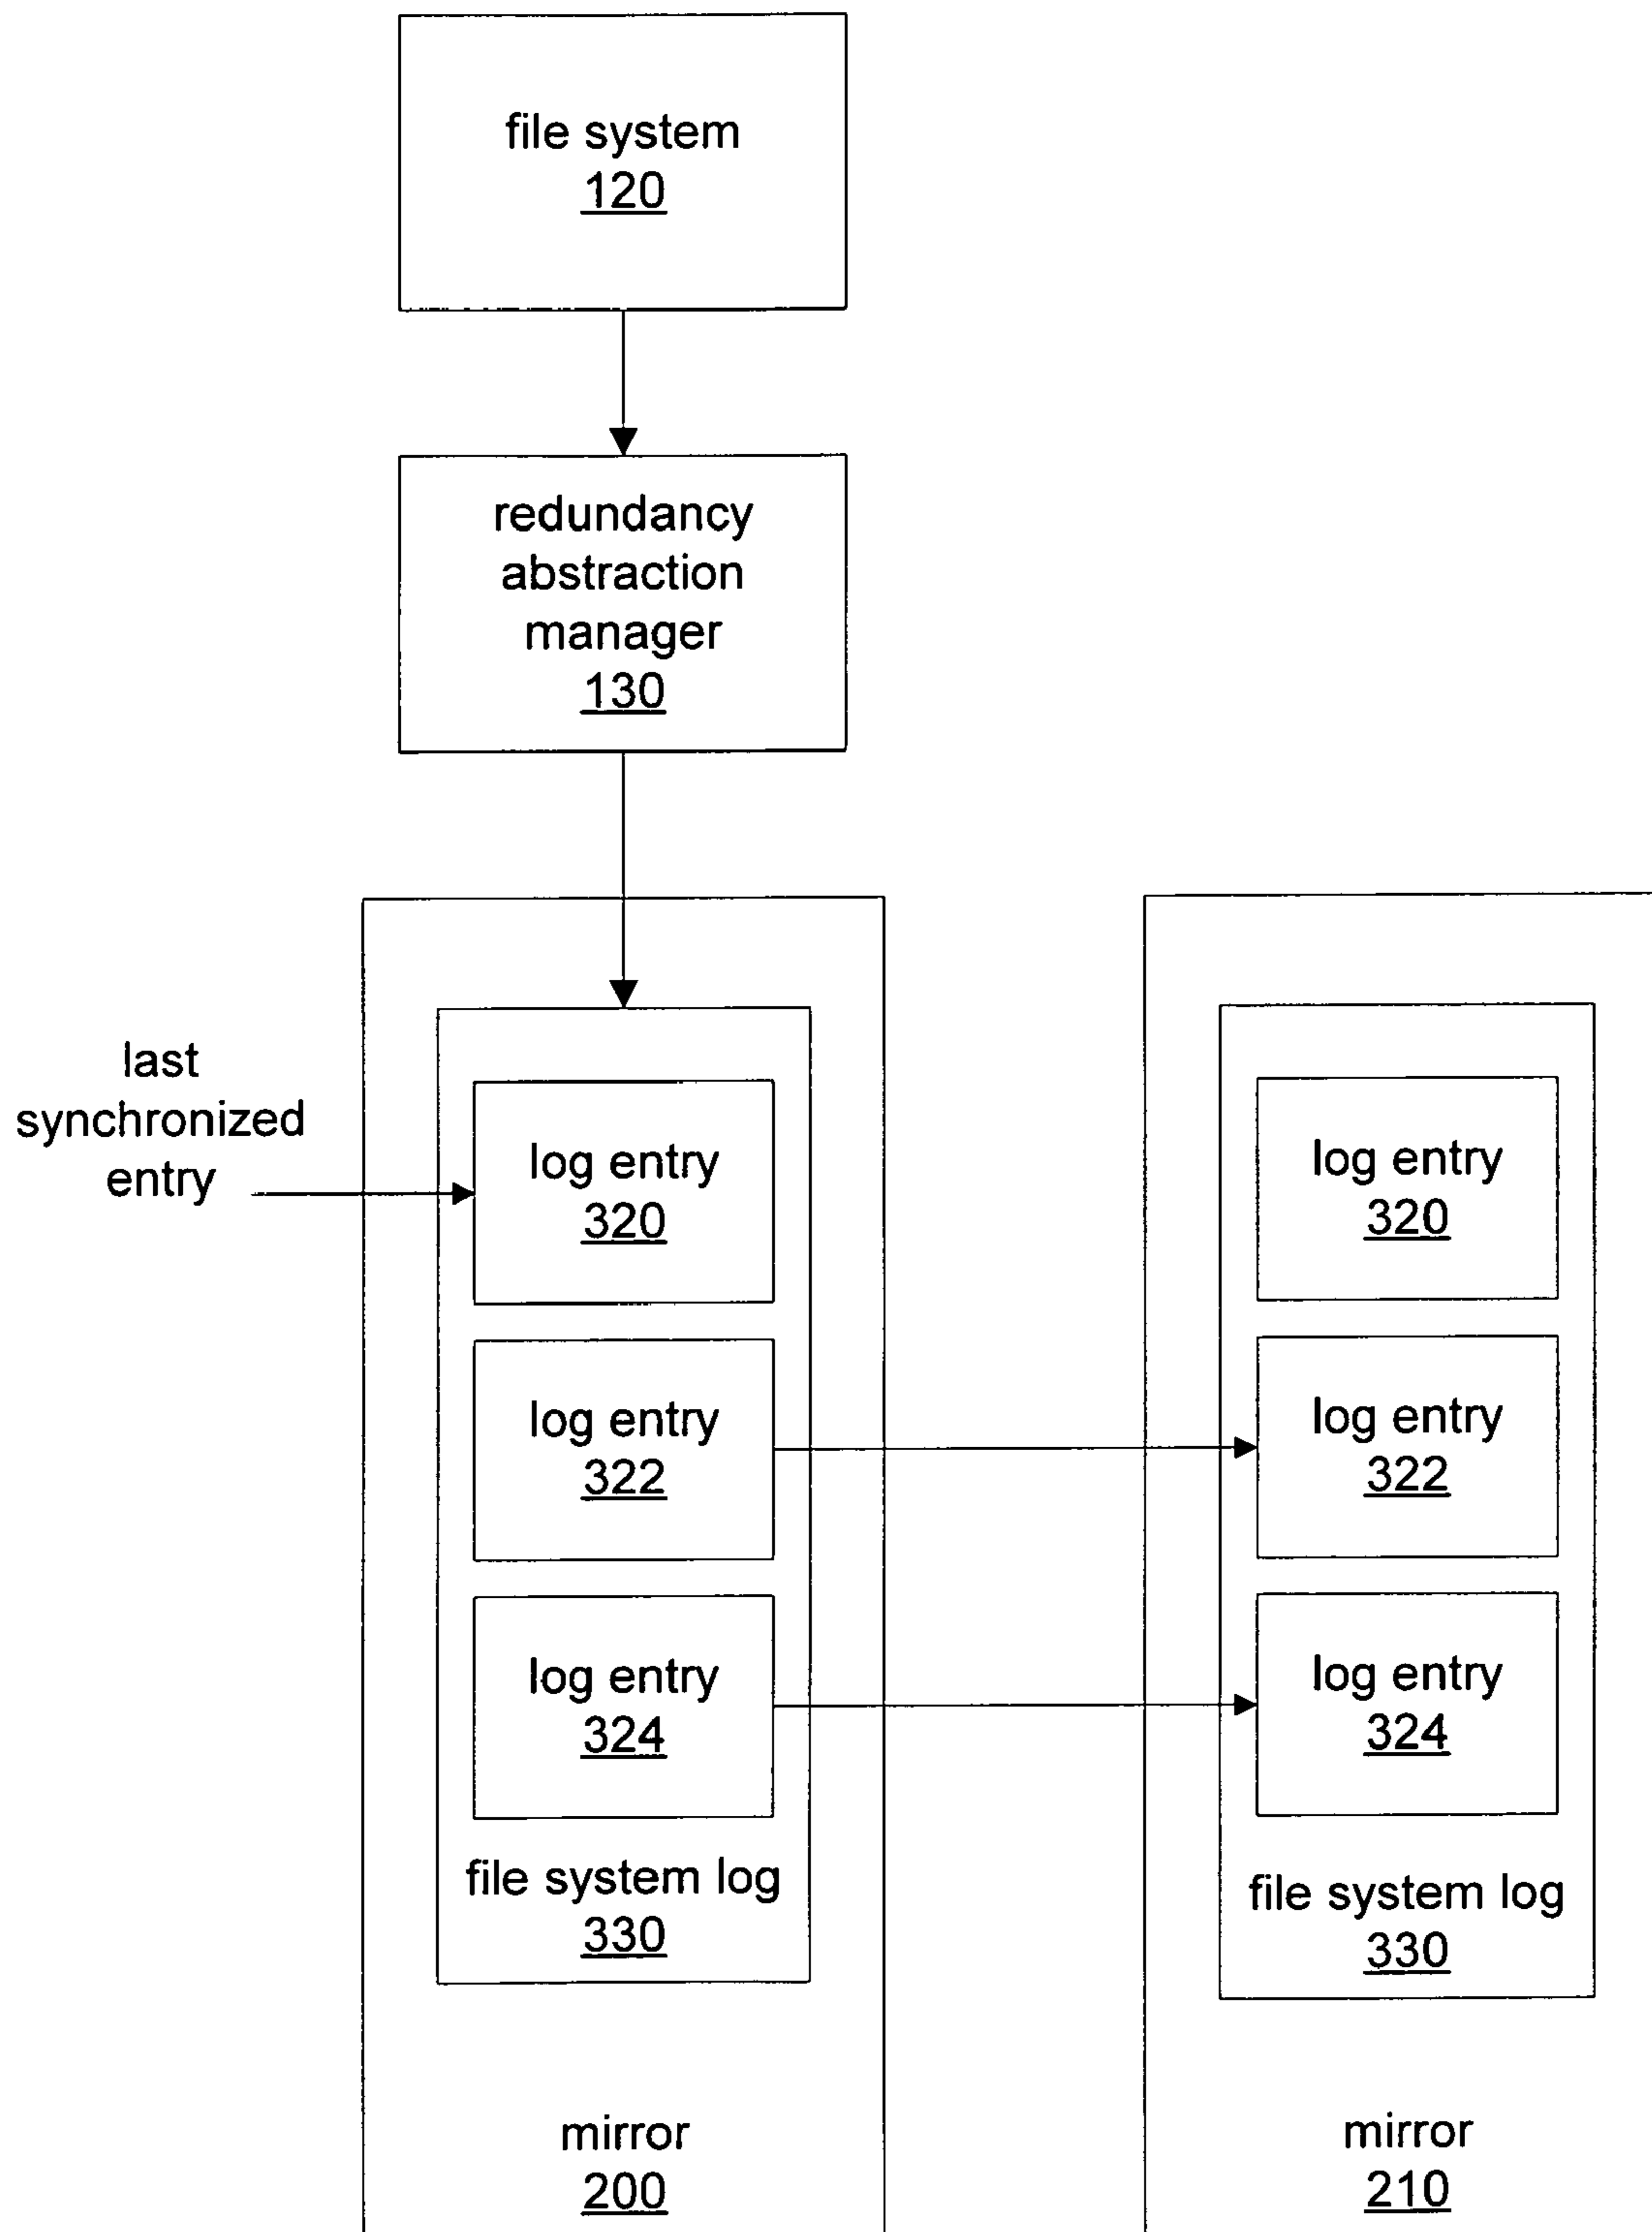 file system
120
redundancy
abstraction
manager
130
last
synchronized
entry
log entry
320
log entry
322
log entry
324
file system log
330
mirror
200
log entry
320
log entry
322
log entry
324
file system log
330
mirror
210